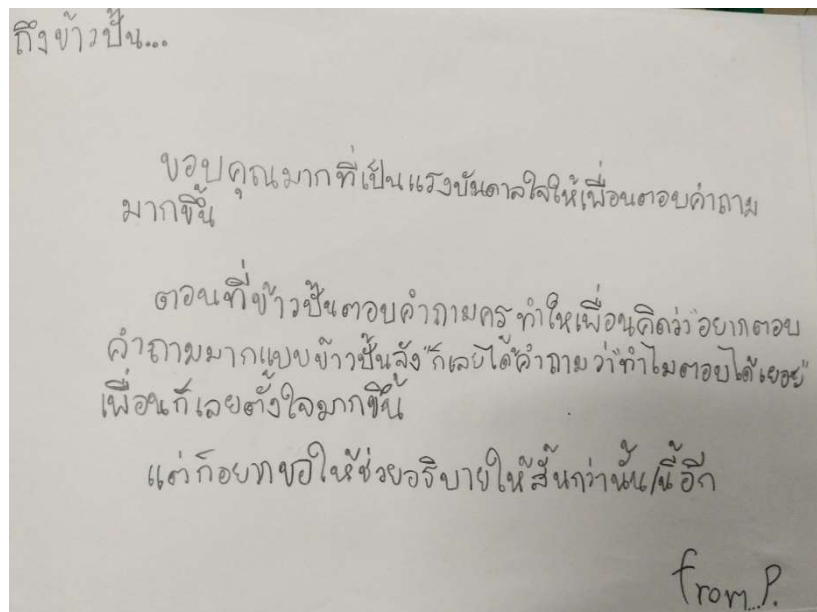 ถึงข้าวปั้น...
ขอบคุณมากที่เป็นแรงบันดาลใจให้เพื่อนตอบคำถาม
มากขึ้น
ตอนที่ข้าวปั้นตอบคำถามครู ทำให้เพื่อนคิดว่า"อยากตอบ
คำถามมากแบบข้าวปั้นจัง"ก็เลยได้คำถามว่า"ทำไมตอบได้เยอะ"
เพื่อนก็เลยตั้งใจมากขึ้น
แต่ก็อยากขอให้ช่วยอธิบายให้สั้นกว่านั้น/นี้อีก
from...P.